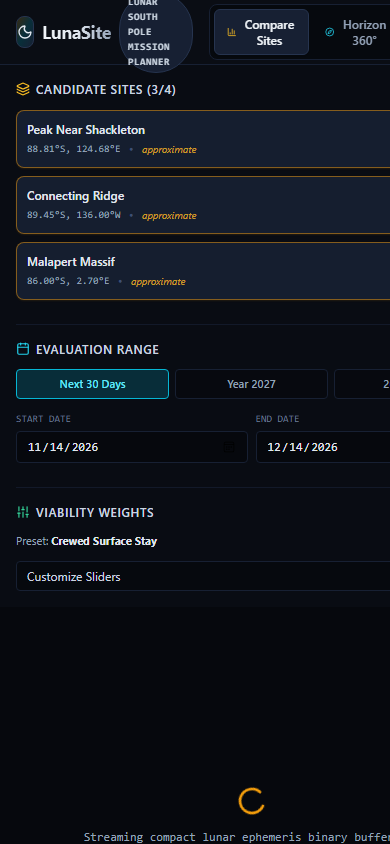 LunaSite
LUNAR
SOUTH
POLE
MISSION
PLANNER
Compare
Sites
Horizon
360°
CANDIDATE SITES (3/4)
Peak Near Shackleton
88.81°S, 124.68°E • approximate
Connecting Ridge
89.45°S, 136.00°W • approximate
Malapert Massif
86.00°S, 2.70°E • approximate
EVALUATION RANGE
Next 30 Days
Year 2027
2
START DATE
END DATE
11/14/2026
12/14/2026
VIABILITY WEIGHTS
Preset: Crewed Surface Stay
Customize Sliders
Streaming compact lunar ephemeris binary buffe